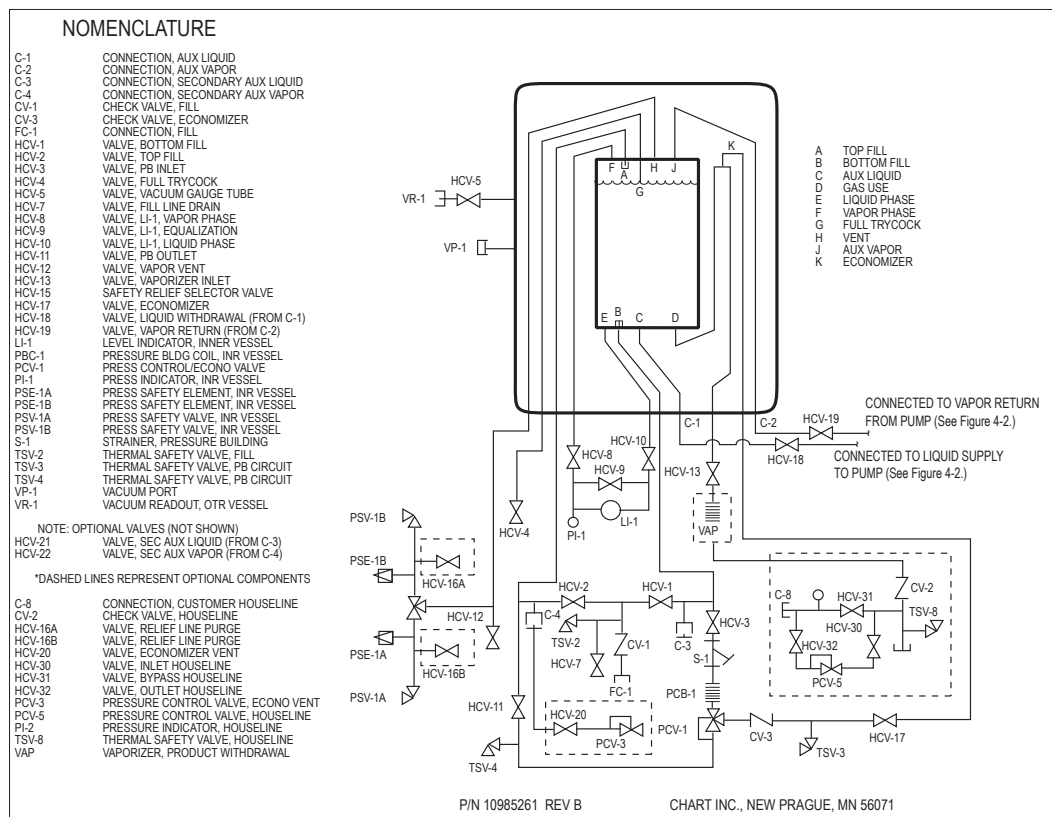 NOMENCLATURE
C-1 CONNECTION, AUX LIQUID
C-2 CONNECTION, AUX VAPOR
C-3 CONNECTION, SECONDARY AUX LIQUID
C-4 CONNECTION, SECONDARY AUX VAPOR
CV-1 CHECK VALVE, FILL
CV-3 CHECK VALVE, ECONOMIZER
FC-1 CONNECTION, FILL
HCV-1 VALVE, BOTTOM FILL
HCV-2 VALVE, TOP FILL
HCV-3 VALVE, PB INLET
HCV-4 VALVE, FULL TRYCOCK
HCV-5 VALVE, VACUUM GAUGE TUBE
HCV-7 VALVE, FILL LINE DRAIN
HCV-8 VALVE, LI-1, VAPOR PHASE
HCV-9 VALVE, LI-1, EQUALIZATION
HCV-10 VALVE, LI-1, LIQUID PHASE
HCV-11 VALVE, PB OUTLET
HCV-12 VALVE, VAPOR VENT
HCV-13 VALVE, VAPORIZER INLET
HCV-15 SAFETY RELIEF SELECTOR VALVE
HCV-17 VALVE, ECONOMIZER
HCV-18 VALVE, LIQUID WITHDRAWAL (FROM C-1)
HCV-19 VALVE, VAPOR RETURN (FROM C-2)
LI-1 LEVEL INDICATOR, INNER VESSEL
PBC-1 PRESSURE BLDG COIL, INR VESSEL
PCV-1 PRESS CONTROL/ECONO VALVE
PI-1 PRESS INDICATOR, INR VESSEL
PSE-1A PRESS SAFETY ELEMENT, INR VESSEL
PSE-1B PRESS SAFETY ELEMENT, INR VESSEL
PSV-1A PRESS SAFETY VALVE, INR VESSEL
PSV-1B PRESS SAFETY VALVE, INR VESSEL
S-1 STRAINER, PRESSURE BUILDING
TSV-2 THERMAL SAFETY VALVE, FILL
TSV-3 THERMAL SAFETY VALVE, PB CIRCUIT
TSV-4 THERMAL SAFETY VALVE, PB CIRCUIT
VP-1 VACUUM PORT
VR-1 VACUUM READOUT, OTR VESSEL
NOTE: OPTIONAL VALVES (NOT SHOWN)
HCV-21 VALVE, SEC AUX LIQUID (FROM C-3)
HCV-22 VALVE, SEC AUX VAPOR (FROM C-4)
*DASHED LINES REPRESENT OPTIONAL COMPONENTS
C-8 CONNECTION, CUSTOMER HOUSELINE
CV-2 CHECK VALVE, HOUSELINE
HCV-16A VALVE, RELIEF LINE PURGE
HCV-16B VALVE, RELIEF LINE PURGE
HCV-20 VALVE, ECONOMIZER VENT
HCV-30 VALVE, INLET HOUSELINE
HCV-31 VALVE, BYPASS HOUSELINE
HCV-32 VALVE, OUTLET HOUSELINE
PCV-3 PRESSURE CONTROL VALVE, ECONO VENT
PCV-5 PRESSURE CONTROL VALVE, HOUSELINE
PI-2 PRESSURE INDICATOR, HOUSELINE
TSV-8 THERMAL SAFETY VALVE, HOUSELINE
VAP VAPORIZER, PRODUCT WITHDRAWAL
A TOP FILL
B BOTTOM FILL
C AUX LIQUID
D GAS USE
E LIQUID PHASE
F VAPOR PHASE
G FULL TRYCOCK
H VENT
J AUX VAPOR
K ECONOMIZER
K
F A H J
G
HCV-5
VR-1
VP-1
E B C D
C-1
C-2
HCV-19
HCV-18
CONNECTED TO VAPOR RETURN
FROM PUMP (See Figure 4-2.)
CONNECTED TO LIQUID SUPPLY
TO PUMP (See Figure 4-2.)
HCV-8
HCV-10
HCV-9
HCV-13
PI-1
LI-1
HCV-4
VAP
PSV-1B
PSE-1B
HCV-16A
HCV-12
PSE-1A
HCV-16B
PSV-1A
HCV-2
HCV-1
C-4
TSV-2
CV-1
C-3
HCV-3
HCV-7
S-1
FC-1
PCB-1
HCV-11
HCV-20
PCV-3
PCV-1
TSV-4
CV-3
TSV-3
HCV-17
C-8
HCV-31
CV-2
TSV-8
HCV-30
HCV-32
PCV-5
P/N 10985261 REV B
CHART INC., NEW PRAGUE, MN 56071